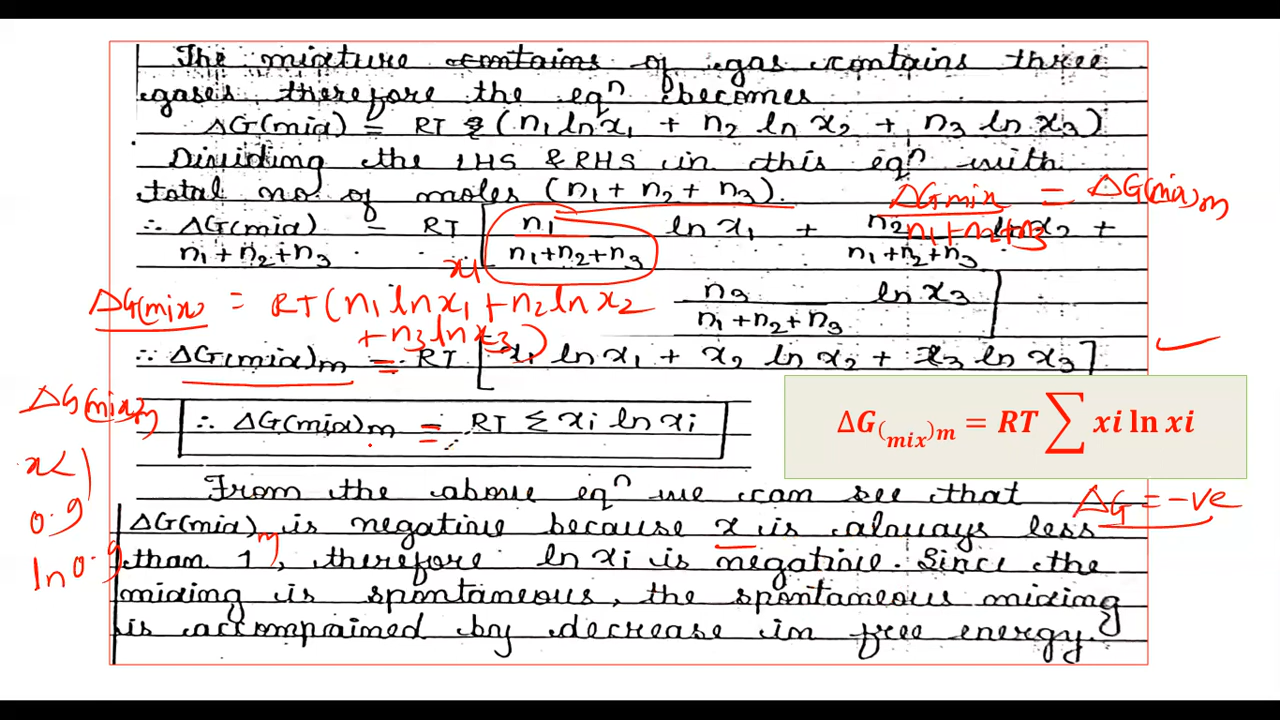 The mixture contains of gas contains three
gases therefore the eqⁿ becomes
ΔG(mix) = RT (n₁ ln x₁ + n₂ ln x₂ + n₃ ln x₃)
Dividing the LHS & RHS in this eqⁿ with
total no. of moles (n₁ + n₂ + n₃).
ΔGmix = ΔG(mix)m
n₁+n₂+n₃
∴ ΔG(mix) = RT [ n₁ ln x₁ + n₂ ln x₂ +
n₁+n₂+n₃ n₁+n₂+n₃ n₁+n₂+n₃
x₁
n₃ ln x₃ ]
n₁+n₂+n₃
ΔG(mix) = RT(n₁ ln x₁ + n₂ ln x₂
+ n₃ ln x₃)
∴ ΔG(mix)m = RT [ x₁ ln x₁ + x₂ ln x₂ + x₃ ln x₃ ]
ΔG(mix)m
∴ ΔG(mix)m = RT Σ xi ln xi
ΔG(mix)m = RT ∑ xi ln xi
x < 1
0.9
ln 0.9
From the above eqⁿ we can see that
ΔG = -ve
ΔG(mix)m is negative because x is always less
than 1, therefore ln xi is negative. Since the
mixing is spontaneous, the spontaneous mixing
is accompained by decrease in free energy.